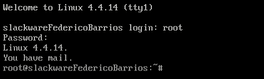 Welcome to Linux 4.4.14 (tty1)
slackwareFedericoBarrios login: root
Password:
Linux 4.4.14.
You have mail.
root@slackwareFedericoBarrios:~#